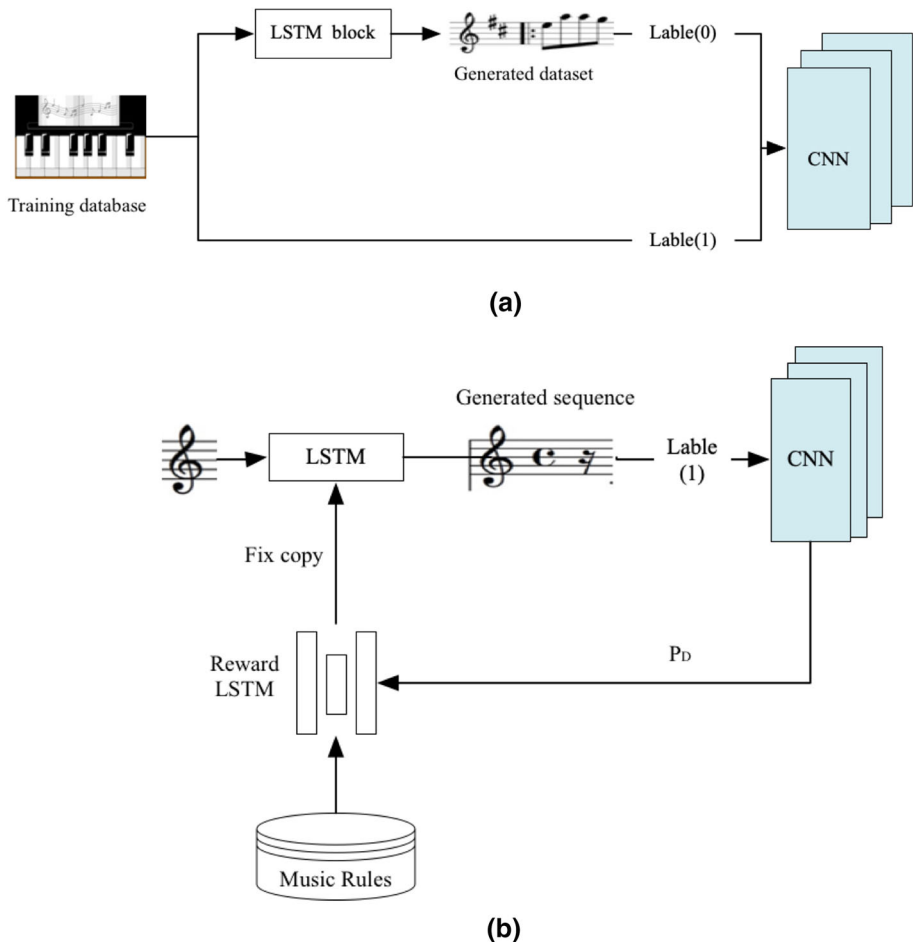 LSTM block
Lable(0)
Generated dataset
CNN
Training database
Lable(1)
(a)
Generated sequence
LSTM
Lable
(1)
CNN
Fix copy
Reward
LSTM
PD
Music Rules
(b)